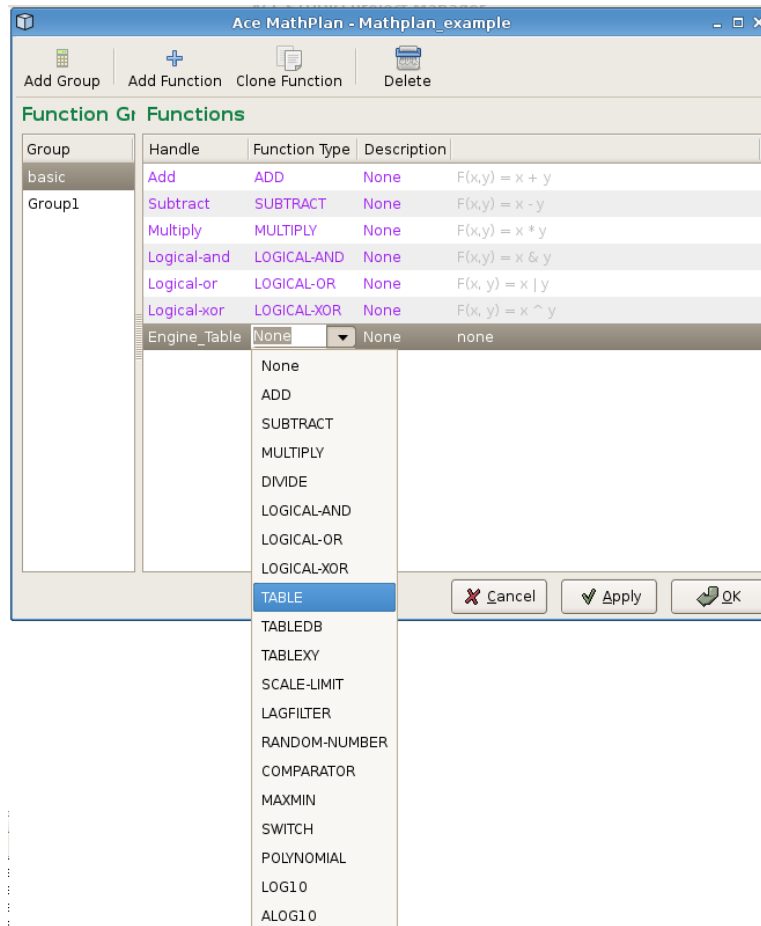 Ace MathPlan - Mathplan_example
Add Group Add Function Clone Function Delete
Function Gr Functions
Group Handle Function Type Description
basic Add ADD None F(x,y) = x + y
Group1 Subtract SUBTRACT None F(x,y) = x - y
Multiply MULTIPLY None F(x,y) = x * y
Logical-and LOGICAL-AND None F(x,y) = x & y
Logical-or LOGICAL-OR None F(x, y) = x | y
Logical-xor LOGICAL-XOR None F(x, y) = x ^ y
Engine_Table None None none
None
ADD
SUBTRACT
MULTIPLY
DIVIDE
LOGICAL-AND
LOGICAL-OR
LOGICAL-XOR
TABLE Cancel Apply OK
TABLEDB
TABLEXY
SCALE-LIMIT
LAGFILTER
RANDOM-NUMBER
COMPARATOR
MAXMIN
SWITCH
POLYNOMIAL
LOG10
ALOG10